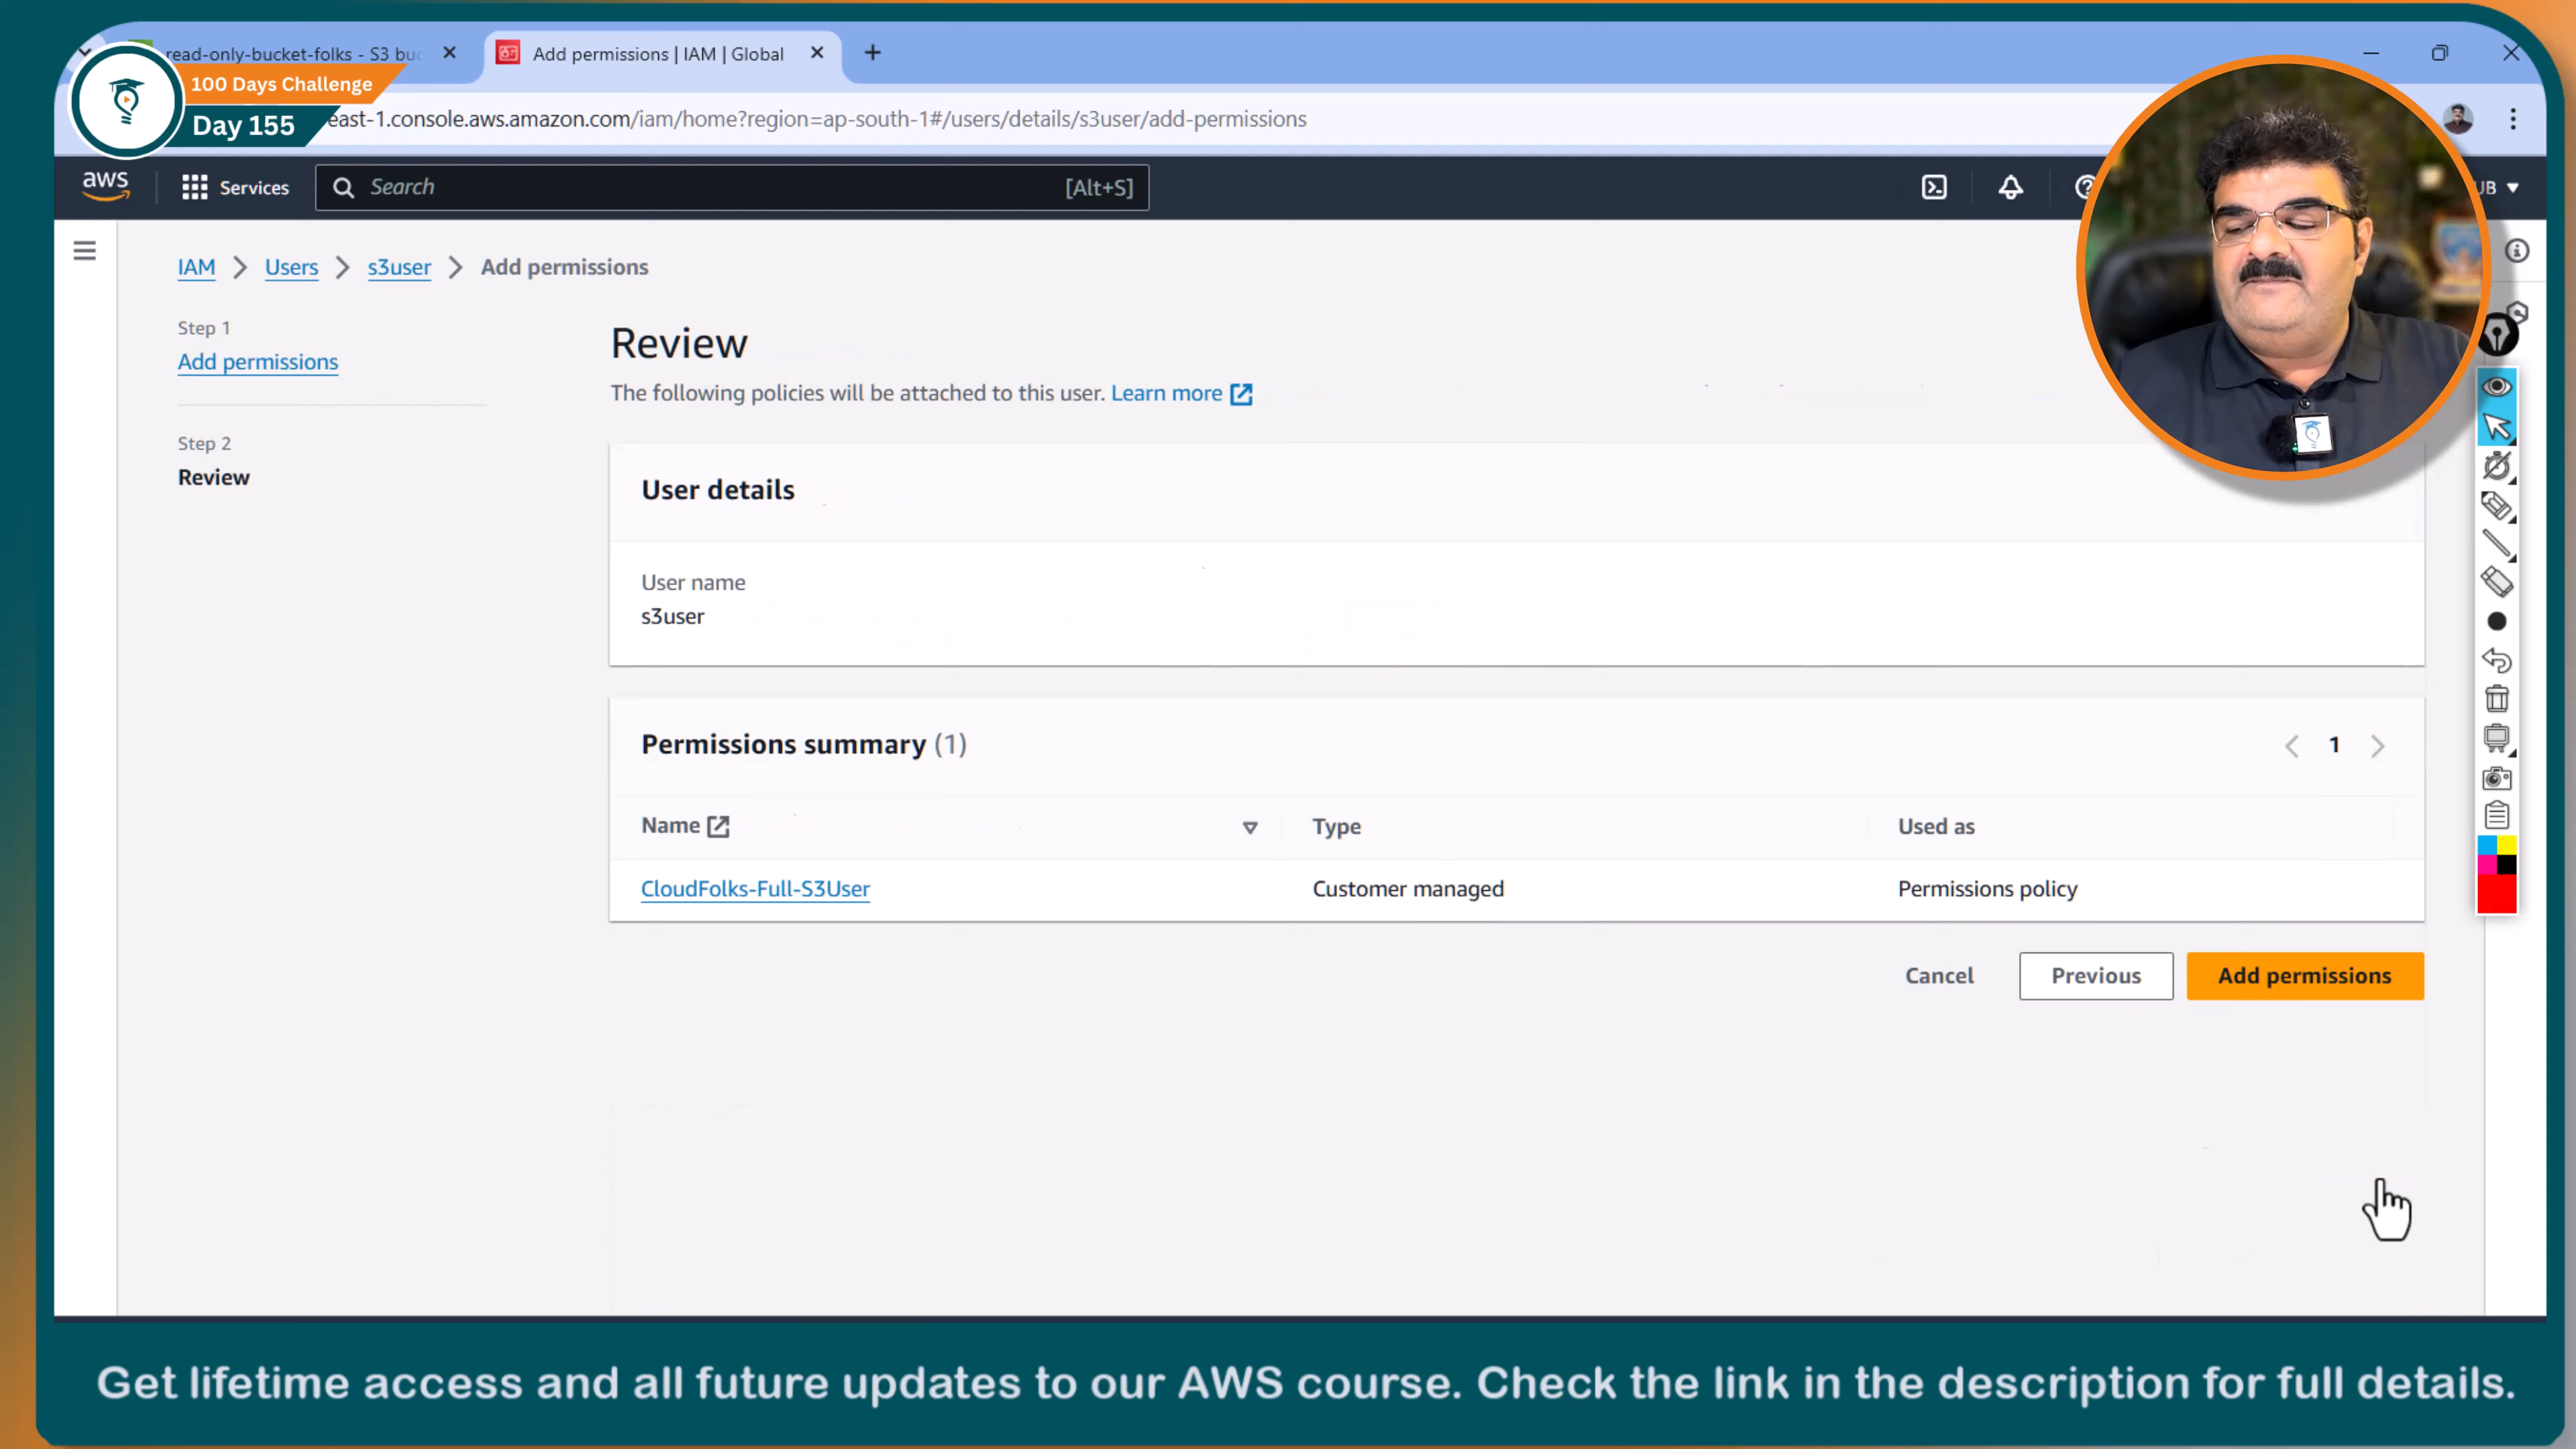 read-only-bucket-folks - S3 buc
Add permissions | IAM | Global
100 Days Challenge
Day 155
east-1.console.aws.amazon.com/iam/home?region=ap-south-1#/users/details/s3user/add-permissions
aws
Services
Search
[Alt+S]
UB
IAM
Users
s3user
Add permissions
Step 1
Add permissions
Step 2
Review
Review
The following policies will be attached to this user. Learn more
User details
User name
s3user
Permissions summary (1)
1
Name
Type
Used as
CloudFolks-Full-S3User
Customer managed
Permissions policy
Cancel
Previous
Add permissions
Get lifetime access and all future updates to our AWS course. Check the link in the description for full details.